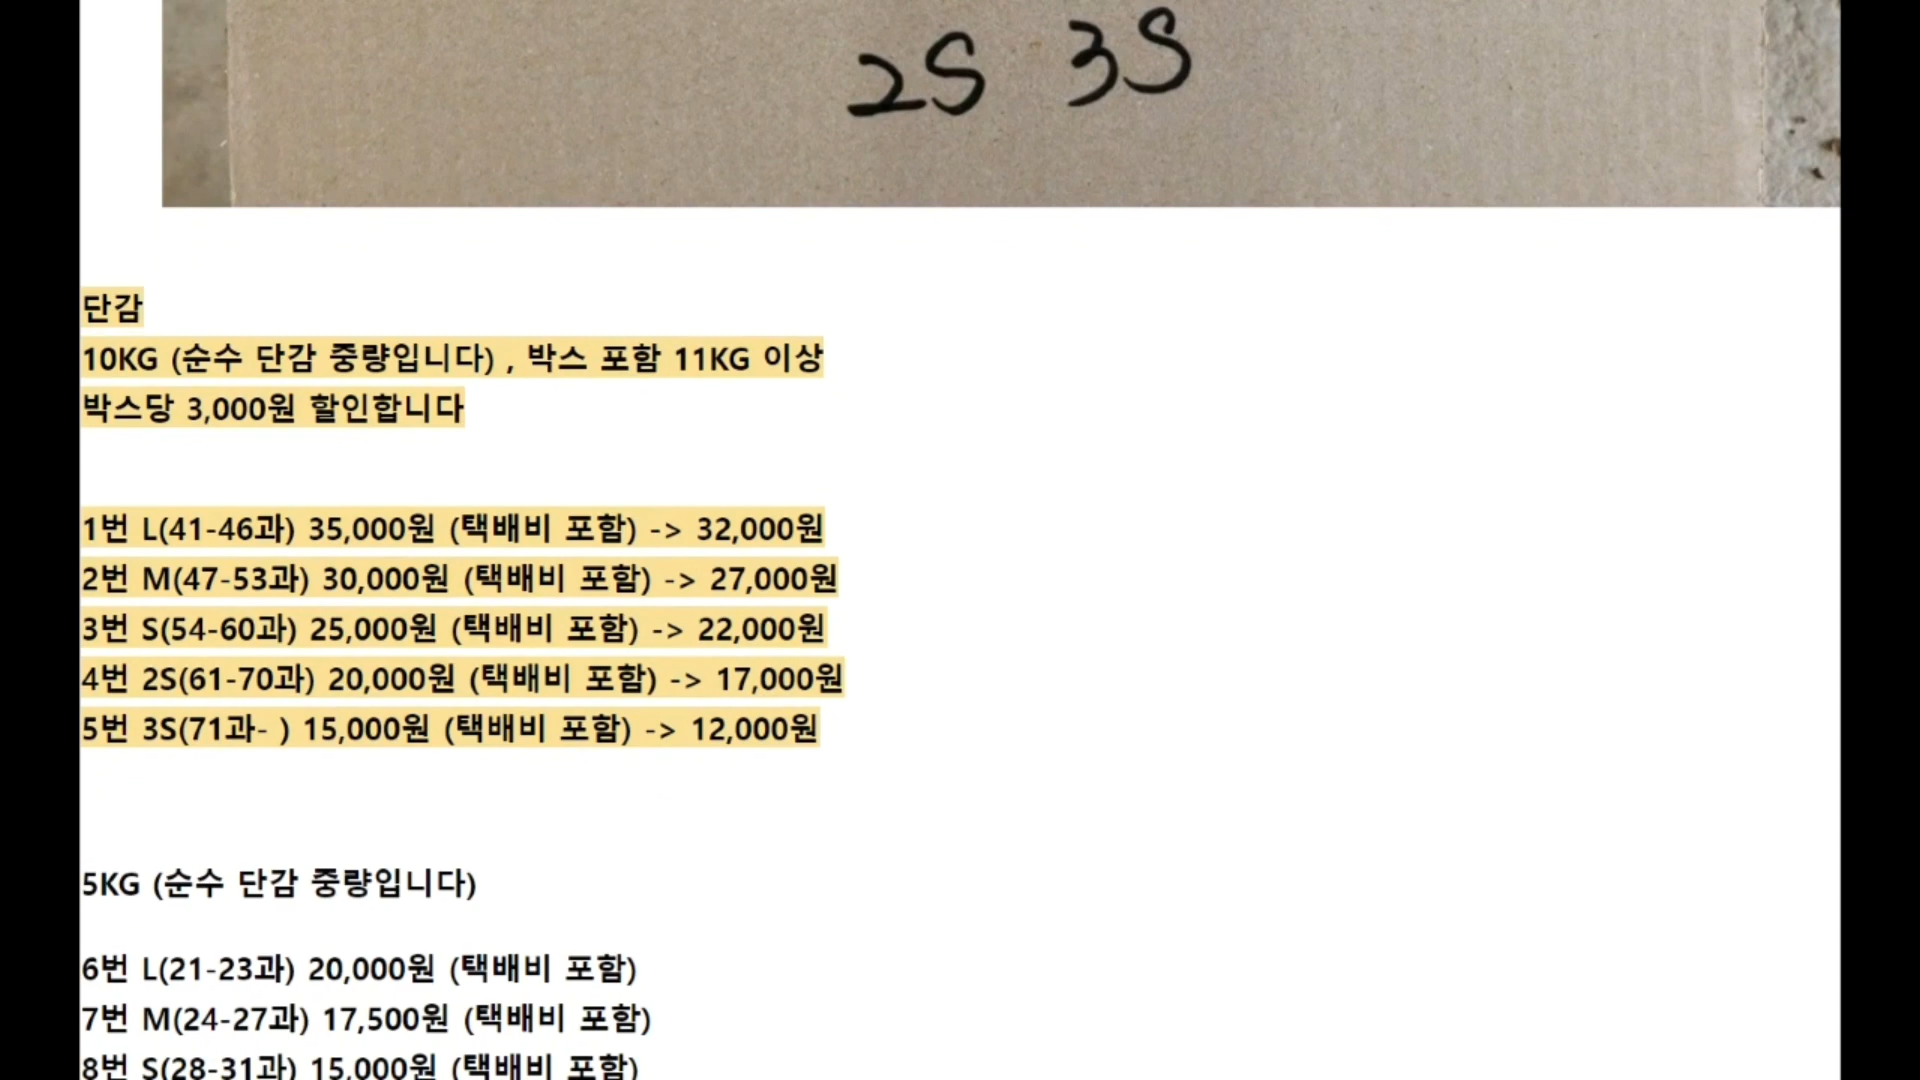 2S 3S
단감
10KG (순수 단감 중량입니다) , 박스 포함 11KG 이상
박스당 3,000원 할인합니다
1번 L(41-46과) 35,000원 (택배비 포함) -> 32,000원
2번 M(47-53과) 30,000원 (택배비 포함) -> 27,000원
3번 S(54-60과) 25,000원 (택배비 포함) -> 22,000원
4번 2S(61-70과) 20,000원 (택배비 포함) -> 17,000원
5번 3S(71과- ) 15,000원 (택배비 포함) -> 12,000원
5KG (순수 단감 중량입니다)
6번 L(21-23과) 20,000원 (택배비 포함)
7번 M(24-27과) 17,500원 (택배비 포함)
8번 S(28-31과) 15,000원 (택배비 포함)